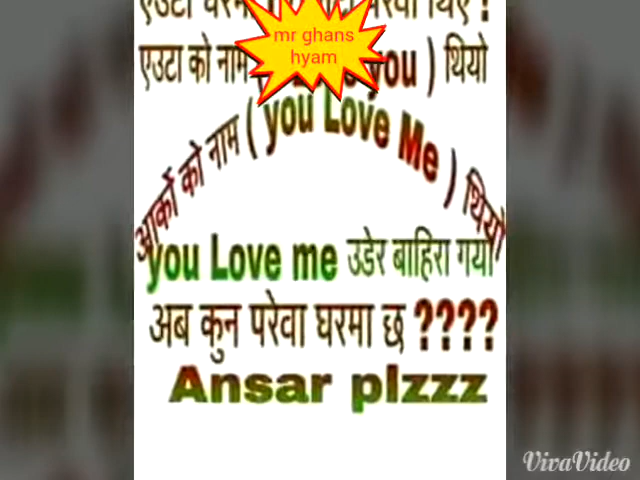 mr ghans
hyam
एउटा को नाम ( you ) थियो
आर्को को नाम ( you Love Me ) थियो
you Love me उडेर बाहिरा गयो
अब कुन परेवा घरमा छ ????
Ansar plzzz
VivaVideo